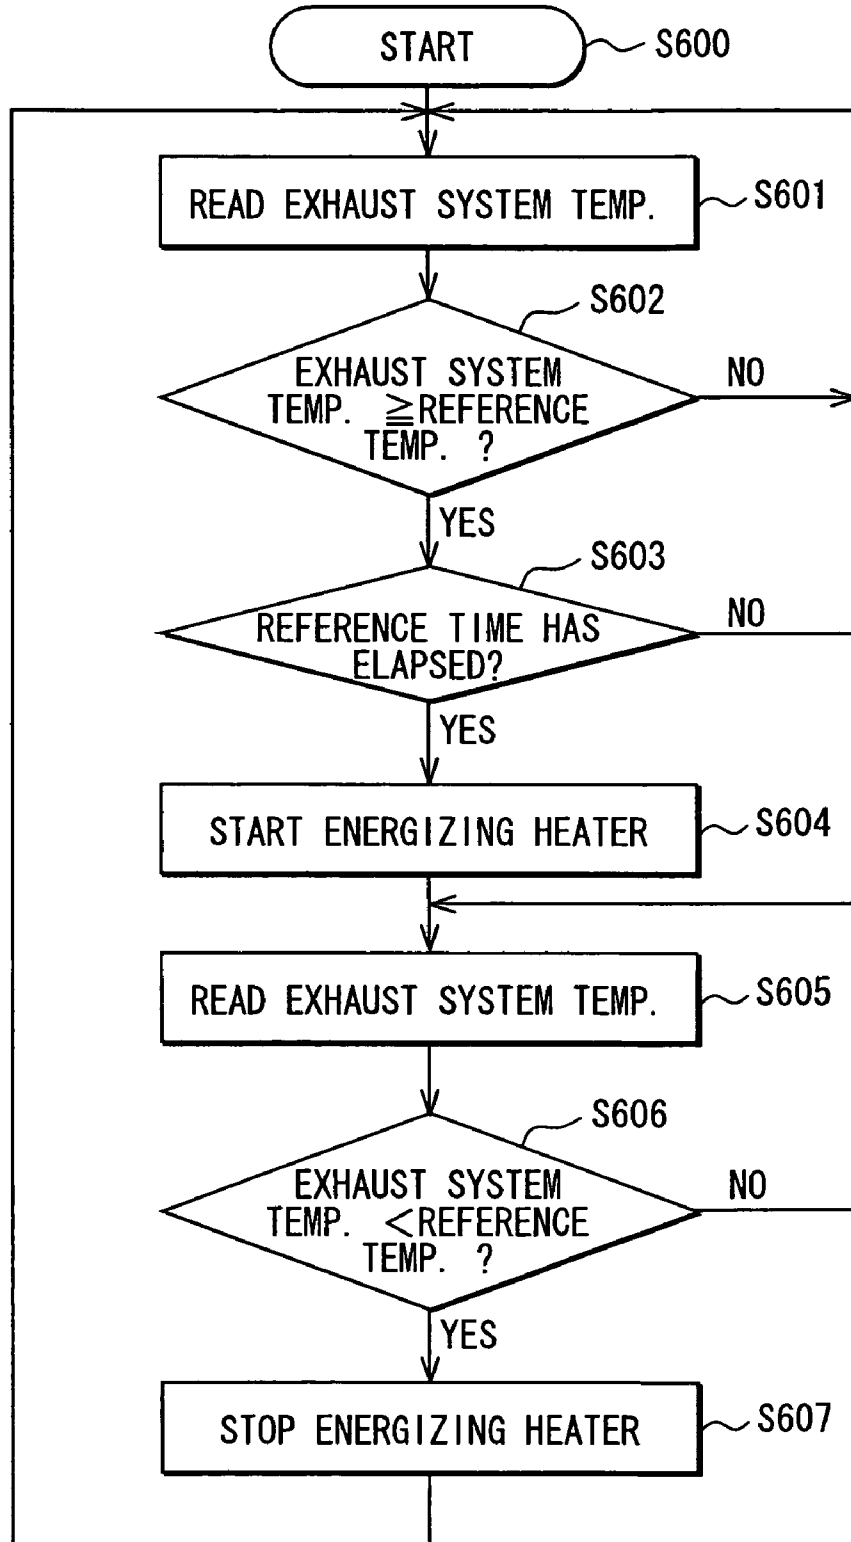 START
S600
READ EXHAUST SYSTEM TEMP.
S601
S602
EXHAUST SYSTEM
TEMP. ≧REFERENCE
TEMP. ?
NO
YES
S603
REFERENCE TIME HAS
ELAPSED?
NO
YES
START ENERGIZING HEATER
S604
READ EXHAUST SYSTEM TEMP.
S605
S606
EXHAUST SYSTEM
TEMP. <REFERENCE
TEMP. ?
NO
YES
STOP ENERGIZING HEATER
S607